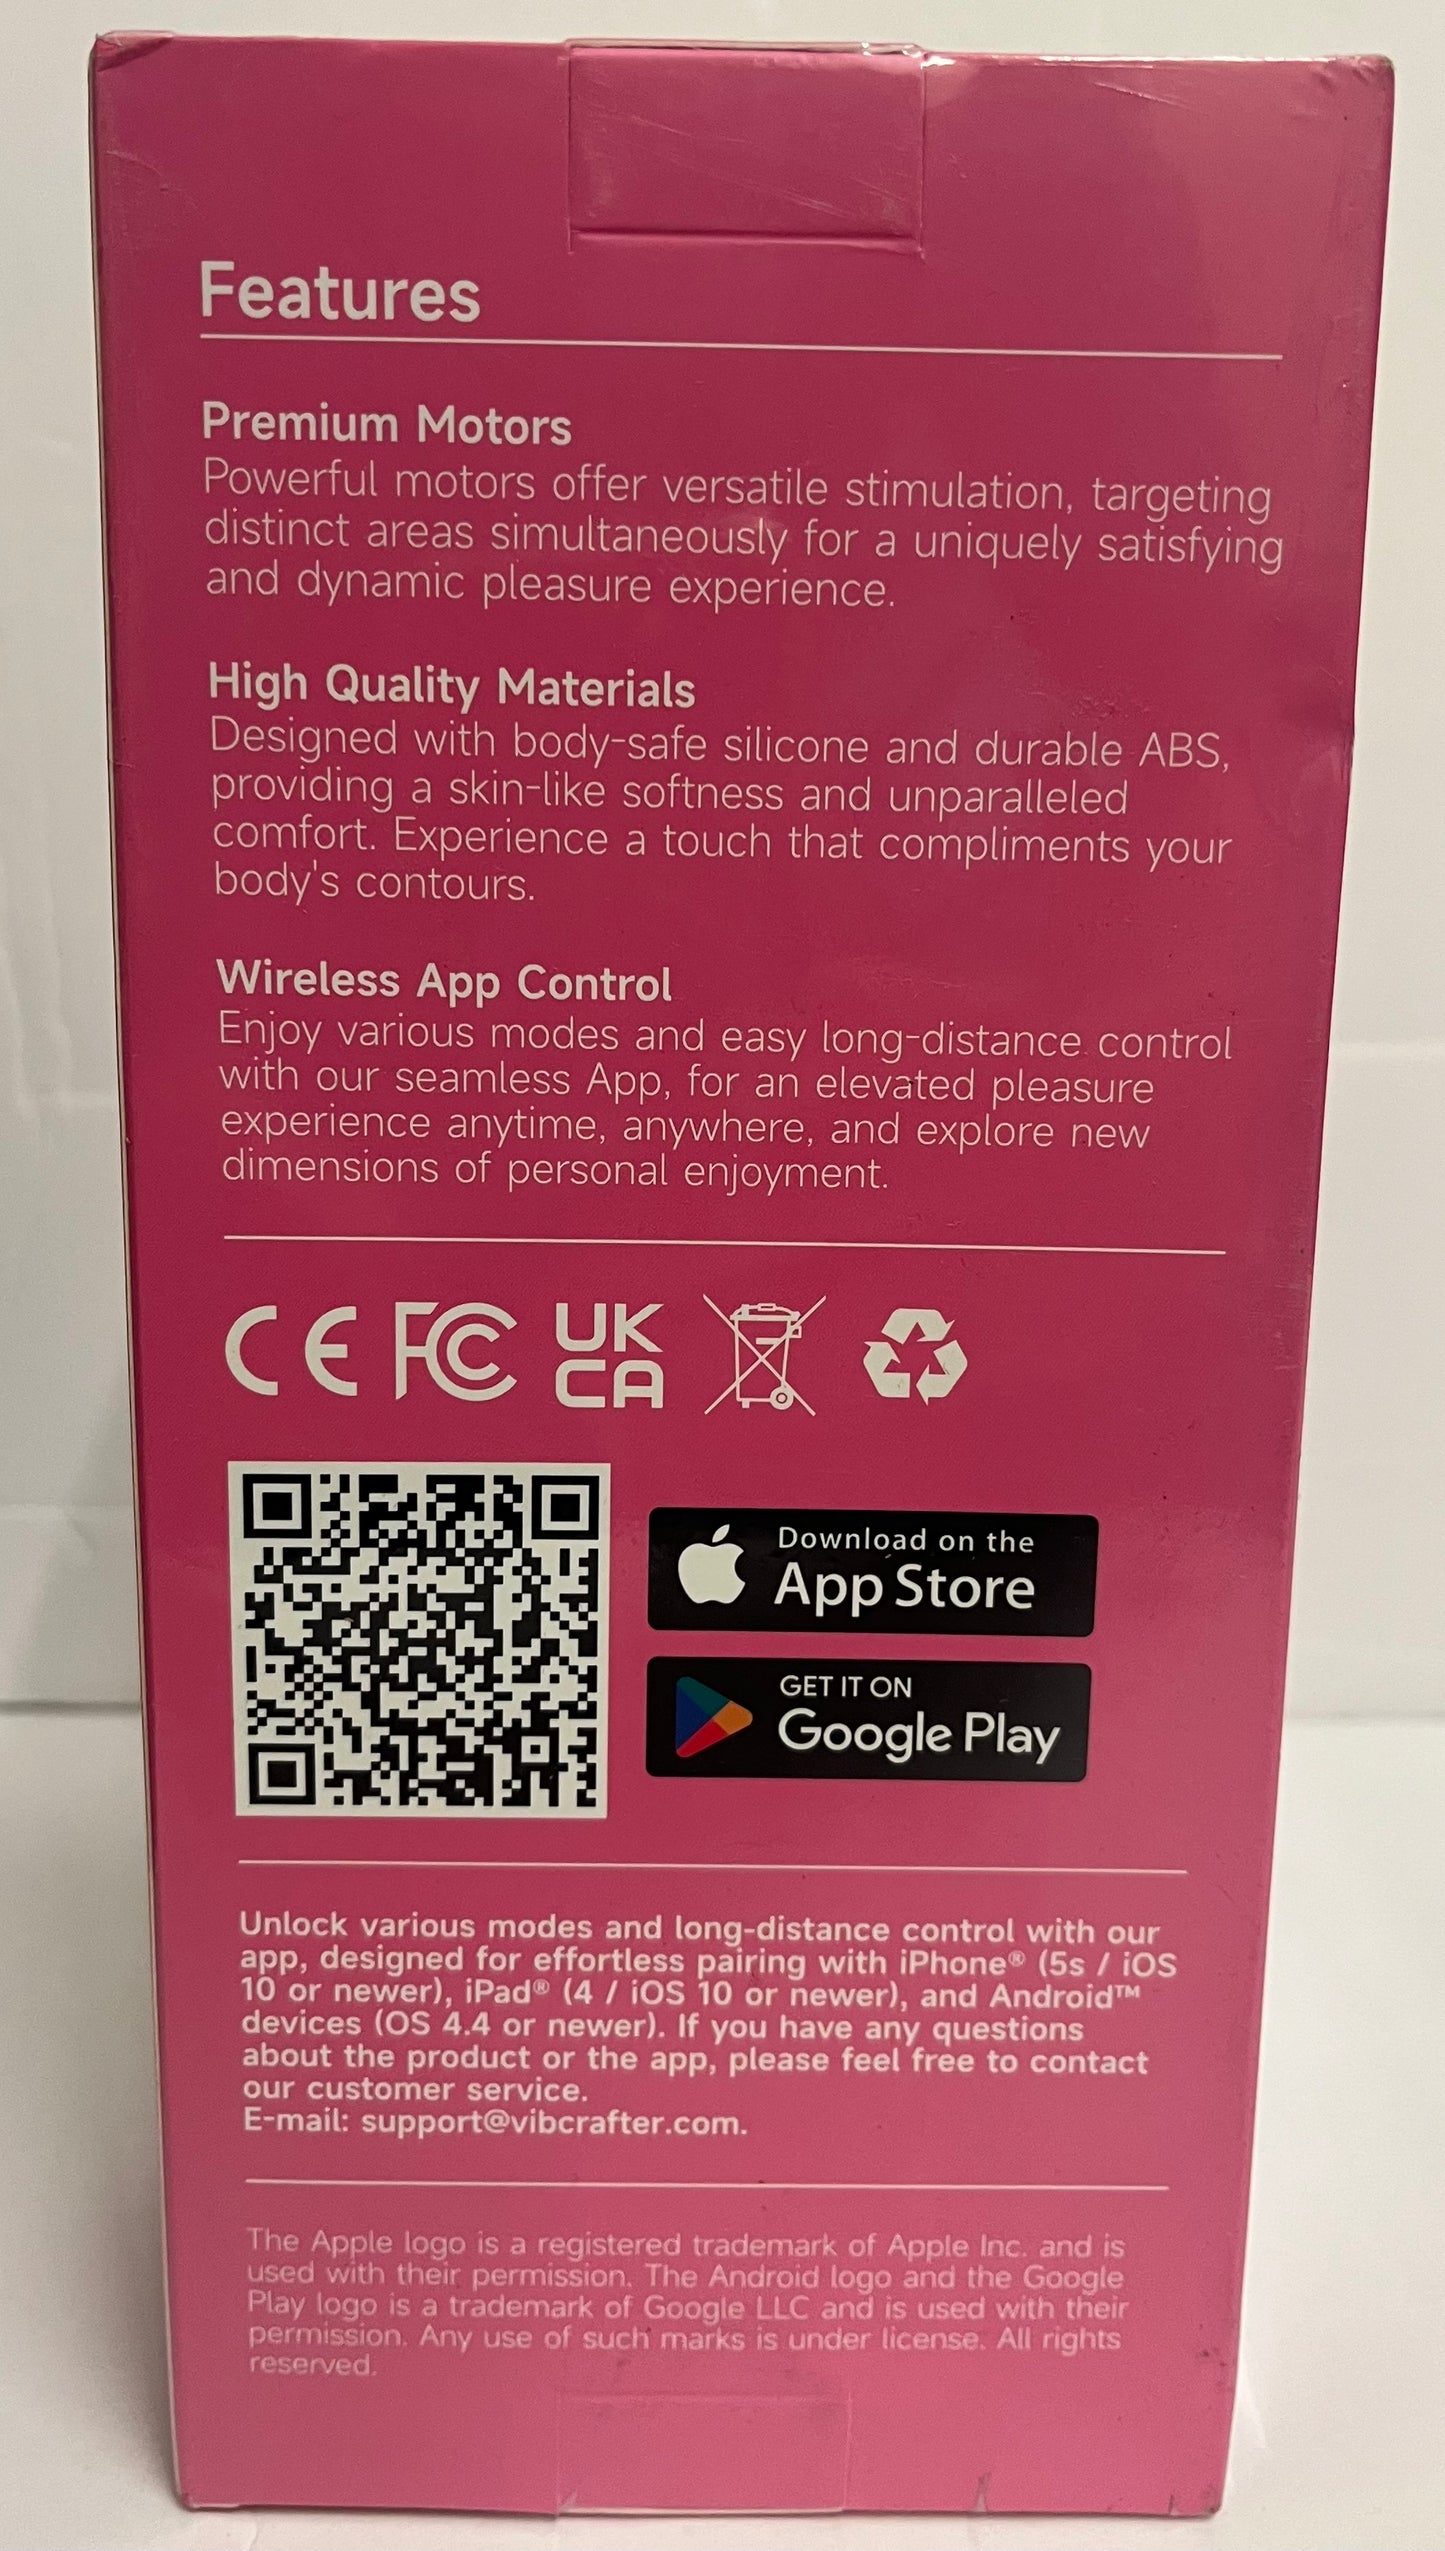 Features
Premium Motors
Powerful motors offer versatile stimulation, targeting
distinct areas simultaneously for a uniquely satisfying
and dynamic pleasure experience.
High Quality Materials
Designed with body-safe silicone and durable ABS,
providing a skin-like softness and unparalleled
comfort. Experience a touch that compliments your
body's contours.
Wireless App Control
Enjoy various modes and easy long-distance control
with our seamless App, for an elevated pleasure
experience anytime, anywhere, and explore new
dimensions of personal enjoyment.
CE FC UK
CA
Download on the
App Store
GET IT ON
Google Play
Unlock various modes and long-distance control with our
app, designed for effortless pairing with iPhone® (5s / iOS
10 or newer), iPad® (4 / iOS 10 or newer), and Android™
devices (OS 4.4 or newer). If you have any questions
about the product or the app, please feel free to contact
our customer service.
E-mail: support@vibcrafter.com.
The Apple logo is a registered trademark of Apple Inc. and is
used with their permission. The Android logo and the Google
Play logo is a trademark of Google LLC and is used with their
permission. Any use of such marks is under license. All rights
reserved.